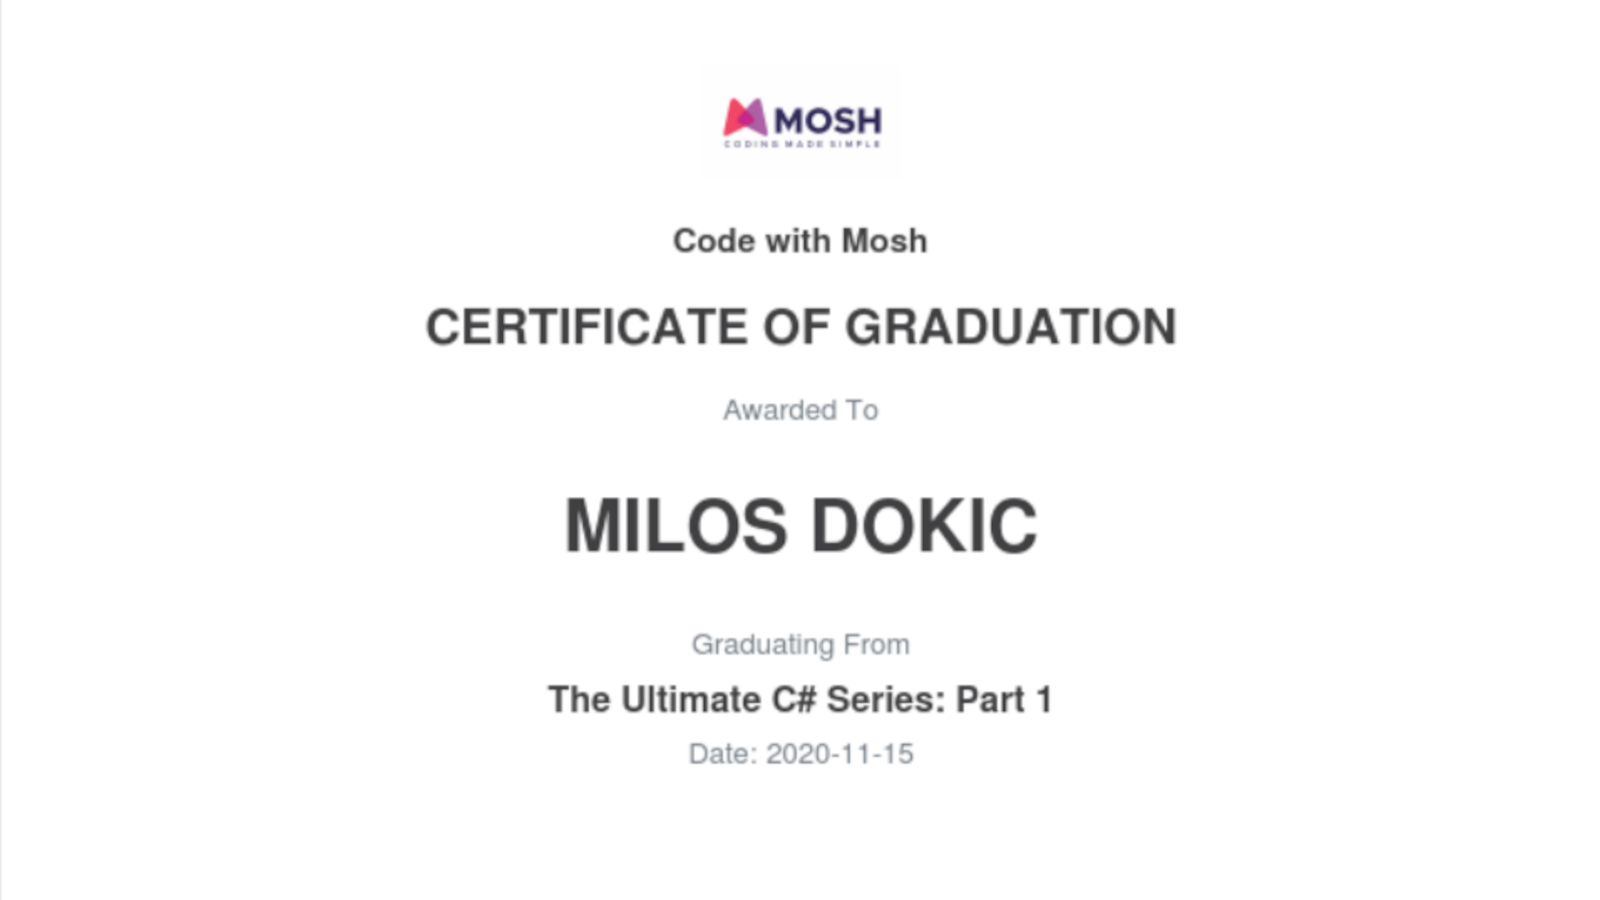 MOSH
CODING MADE SIMPLE
Code with Mosh
CERTIFICATE OF GRADUATION
Awarded To
MILOS DOKIC
Graduating From
The Ultimate C# Series: Part 1
Date: 2020-11-15